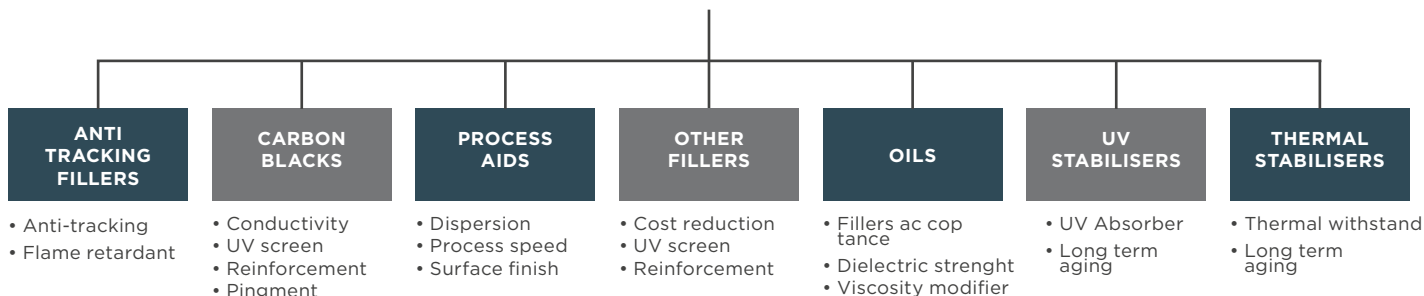 ANTI
TRACKING
FILLERS
• Anti-tracking
• Flame retardant
CARBON
BLACKS
• Conductivity
• UV screen
• Reinforcement
• Pingment
PROCESS
AIDS
• Dispersion
• Process speed
• Surface finish
OTHER
FILLERS
• Cost reduction
• UV screen
• Reinforcement
OILS
• Fillers ac cop
tance
• Dielectric strenght
• Viscosity modifier
UV
STABILISERS
• UV Absorber
• Long term
aging
THERMAL
STABILISERS
• Thermal withstand
• Long term
aging